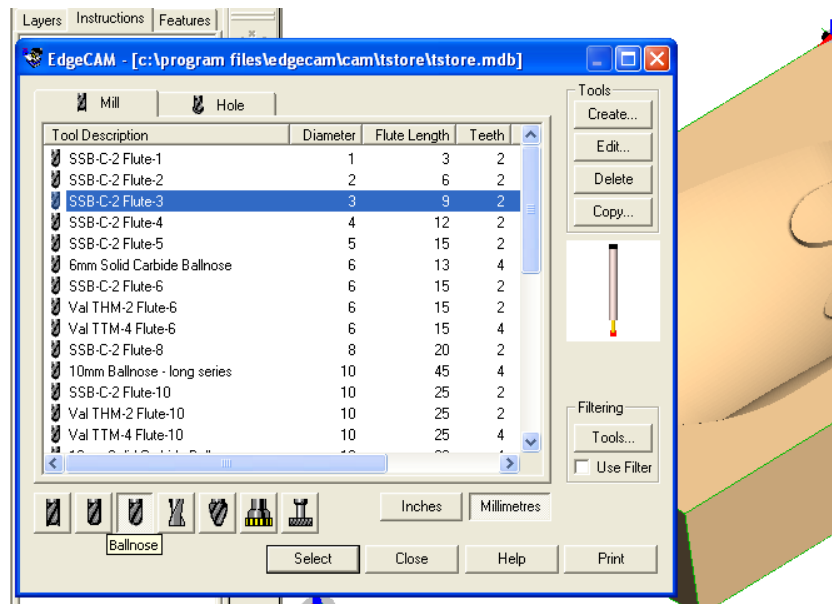 Layers Instructions Features
EdgeCAM - [c:\program files\edgecam\cam\tstore\tstore.mdb]
Mill Hole
Tools
Create...
Edit...
Delete
Copy...
Tool Description Diameter Flute Length Teeth
SSB-C-2 Flute-1 1 3 2
SSB-C-2 Flute-2 2 6 2
SSB-C-2 Flute-3 3 9 2
SSB-C-2 Flute-4 4 12 2
SSB-C-2 Flute-5 5 15 2
6mm Solid Carbide Ballnose 6 13 4
SSB-C-2 Flute-6 6 15 2
Val THM-2 Flute-6 6 15 2
Val TTM-4 Flute-6 6 15 4
SSB-C-2 Flute-8 8 20 2
10mm Ballnose - long series 10 45 4
SSB-C-2 Flute-10 10 25 2
Val THM-2 Flute-10 10 25 2
Val TTM-4 Flute-10 10 25 4
Filtering
Tools...
Use Filter
Inches Millimetres
Ballnose
Select Close Help Print